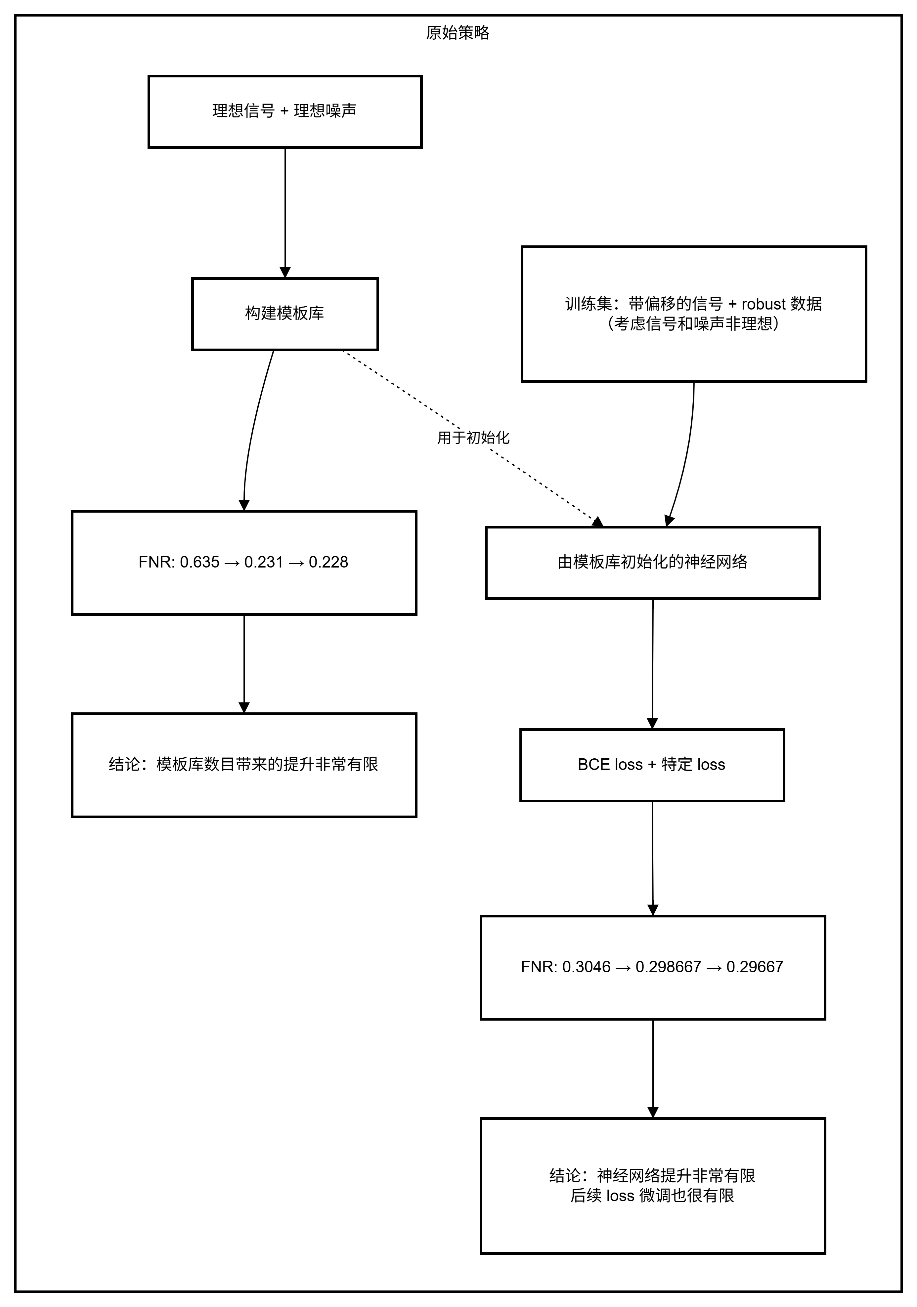 原始策略
理想信号 + 理想噪声
构建模板库
训练集：带偏移的信号 + robust 数据
（考虑信号和噪声非理想）
用于初始化
FNR: 0.635 → 0.231 → 0.228
由模板库初始化的神经网络
结论：模板库数目带来的提升非常有限
BCE loss + 特定 loss
FNR: 0.3046 → 0.298667 → 0.29667
结论：神经网络提升非常有限
后续 loss 微调也很有限